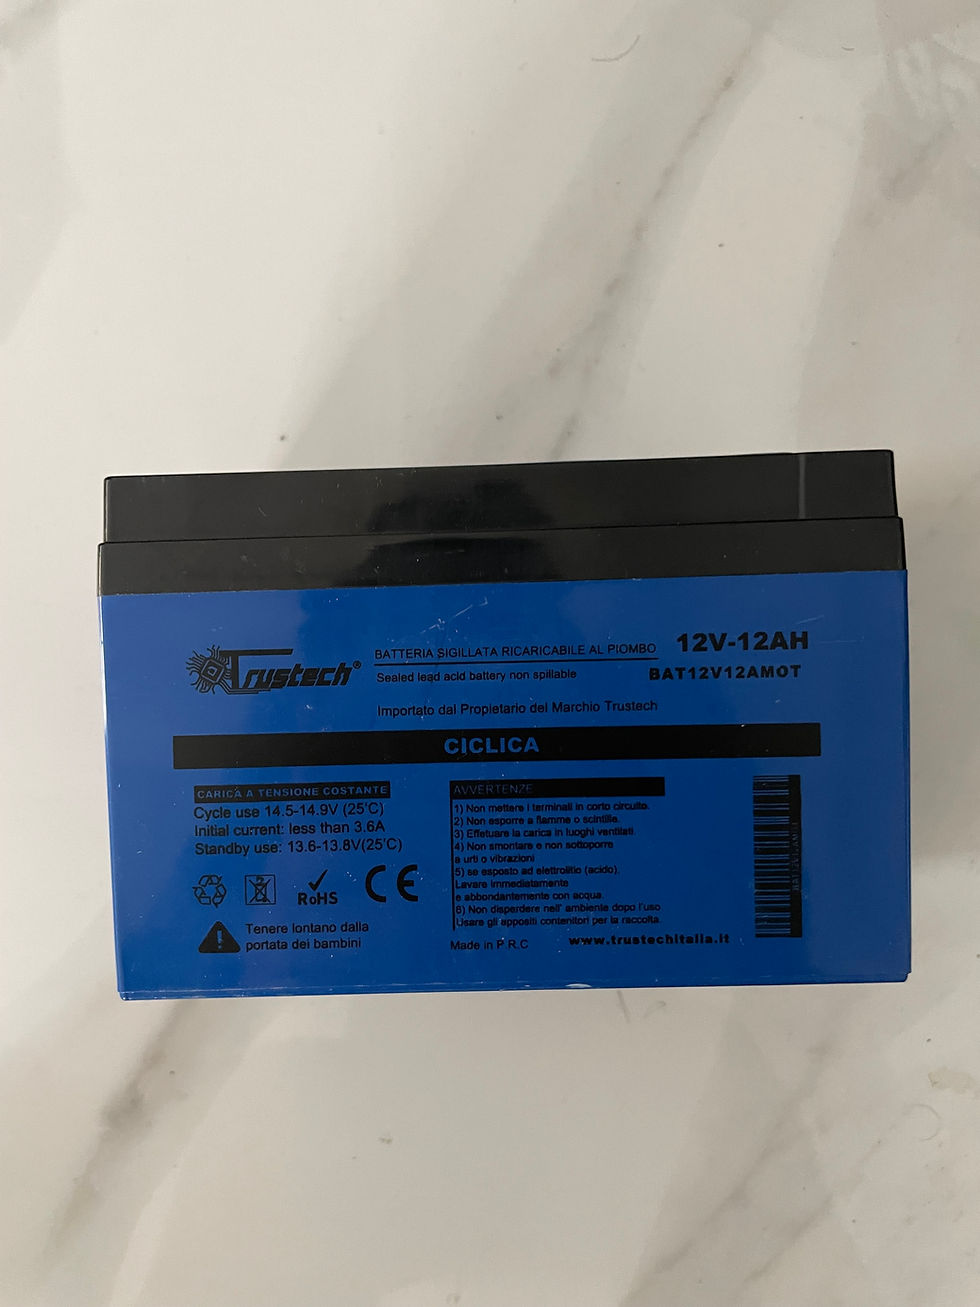 Trustech®
BATTERIA SIGILLATA RICARICABILE AL PIOMBO
Sealed lead acid battery non spillable
12V-12AH
BAT12V12AMOT
Importato dal Propietario del Marchio Trustech
CICLICA
CARICA A TENSIONE COSTANTE
Cycle use 14.5-14.9V (25℃)
Initial current: less than 3.6A
Standby use: 13.6-13.8V(25℃)
RoHS
CE
Tenere lontano dalla
portata dei bambini
AVVERTENZE
1) Non mettere i terminali in corto circuito.
2) Non esporre a fiamme o scintille.
3) Effetuare la carica in luoghi ventilati.
4) Non smontare e non sottoporre
a urti o vibrazioni
5) se esposto ad elettrolitio (acido).
Lavare immediatamente
e abbondantemente con acqua.
6) Non disperdere nell' ambiente dopo l'uso
Usare gli appositi contenitori per la raccolta.
Made in P.R.C
www.trustechitalia.it
BAT12V12AMOT